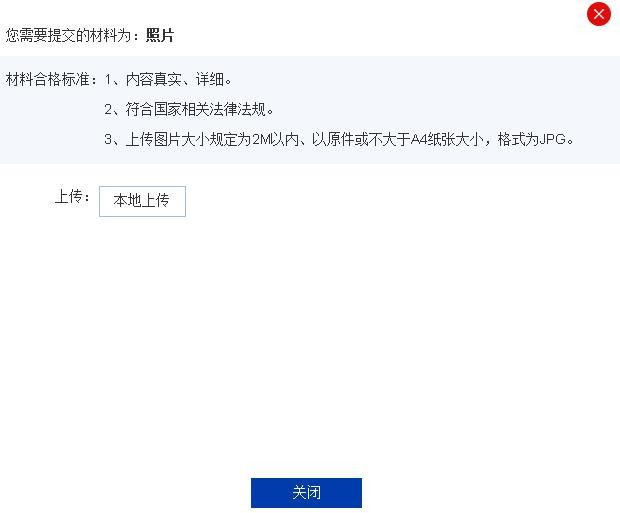 您需要提交的材料为：照片
材料合格标准：1、内容真实、详细。
2、符合国家相关法律法规。
3、上传图片大小规定为2M以内、以原件或不大于A4纸张大小，格式为JPG。
上传：本地上传
关闭